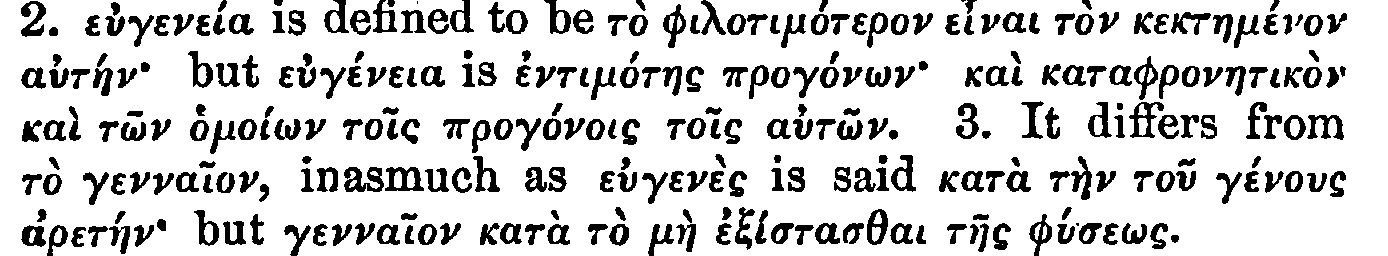 2. εὐγενεία is defined to be τὸ φιλοτιμότερον εἶναι τὸν κεκτημένον
αὐτήν· but εὐγένεια is ἐντιμότης προγόνων· καὶ καταφρονητικὸν
καὶ τῶν ὁμοίων τοῖς προγόνοις τοῖς αὐτῶν. 3. It differs from
τὸ γενναῖον, inasmuch as εὐγενὲς is said κατὰ τὴν τοῦ γένους
ἀρετήν· but γενναῖον κατὰ τὸ μὴ ἐξίστασθαι τῆς φύσεως.